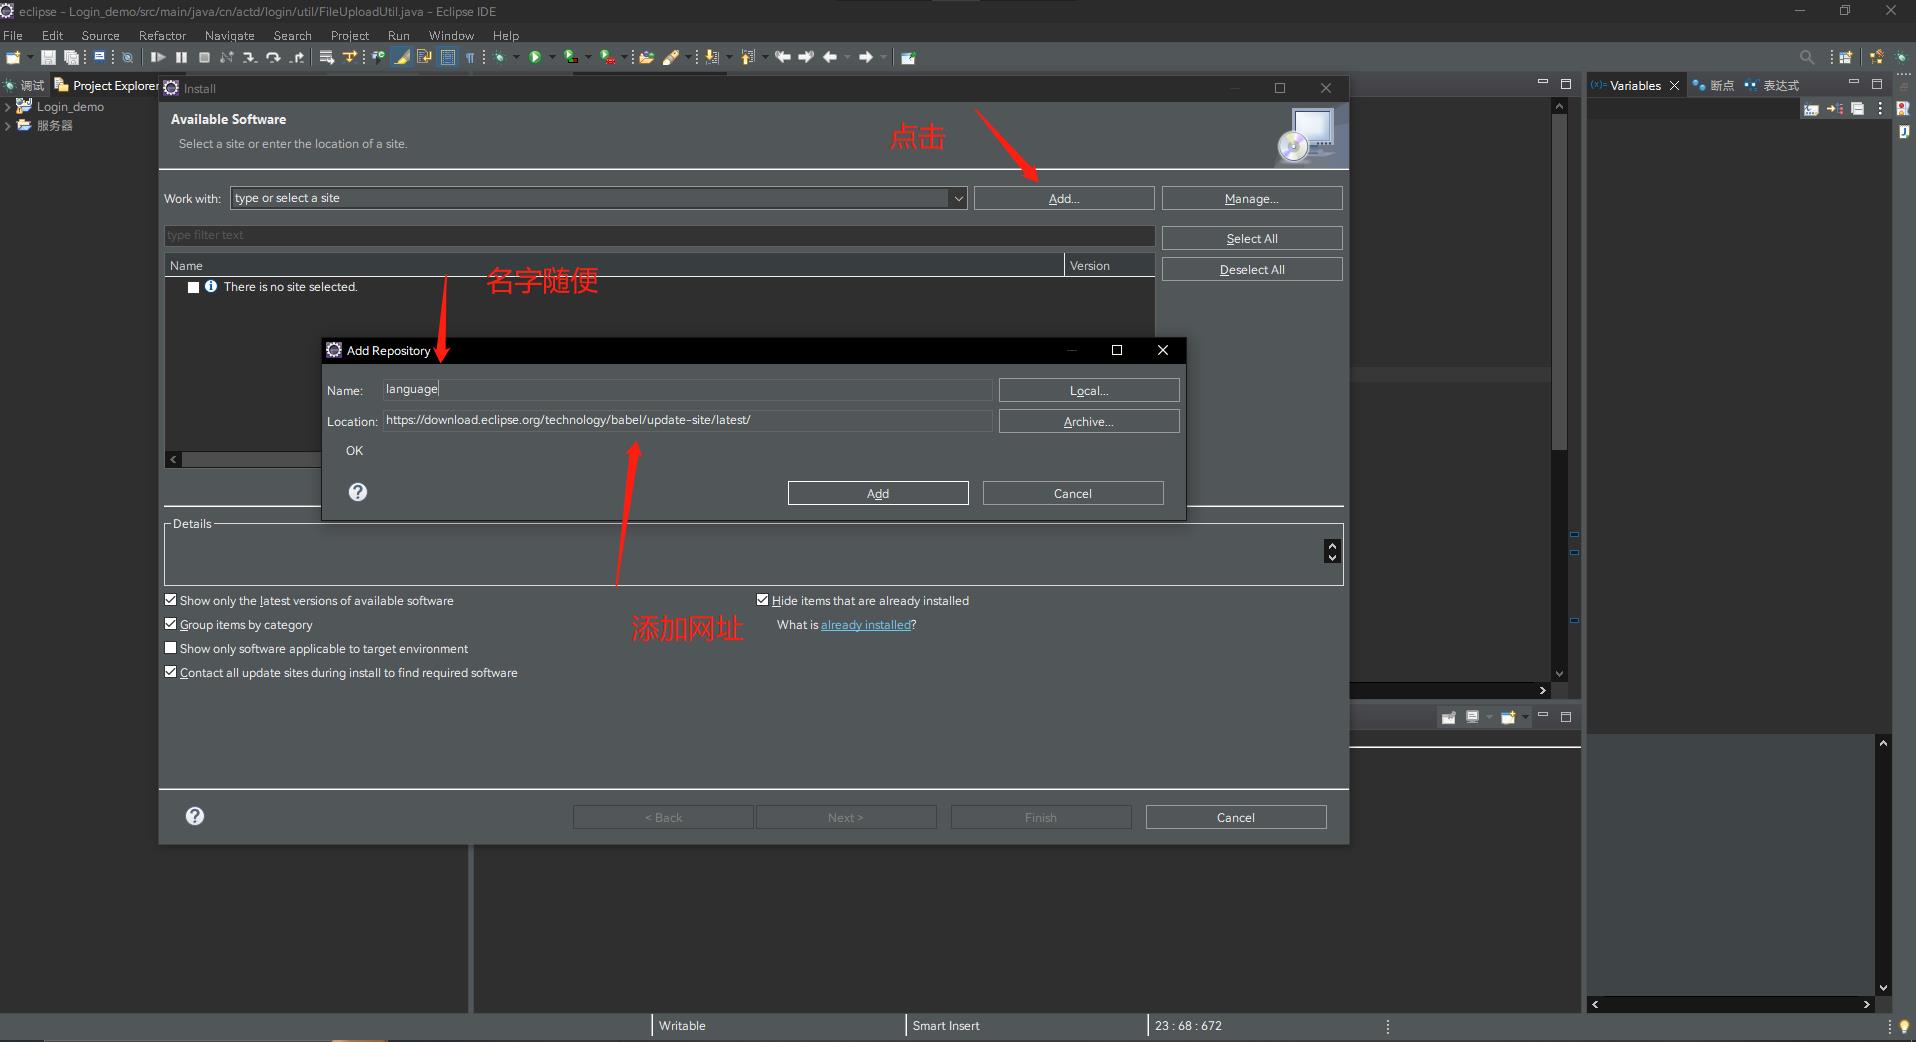 eclipse - Login_demo/src/main/java/cn/actd/login/util/FileUploadUtil.java - Eclipse IDE
File Edit Source Refactor Navigate Search Project Run Window Help
调试 Project Explorer
Login_demo
服务器
Install
Available Software
Select a site or enter the location of a site.
点击
Work with: type or select a site Add... Manage...
type filter text Select All
Name Version Deselect All
There is no site selected.
名字随便
Add Repository
Name: language Local...
Location: https://download.eclipse.org/technology/babel/update-site/latest/ Archive...
OK
Add Cancel
Details
Show only the latest versions of available software Hide items that are already installed
Group items by category What is already installed?
添加网址
Show only software applicable to target environment
Contact all update sites during install to find required software
< Back Next > Finish Cancel
(x)= Variables 断点 表达式
Writable Smart Insert 23 : 68 : 672